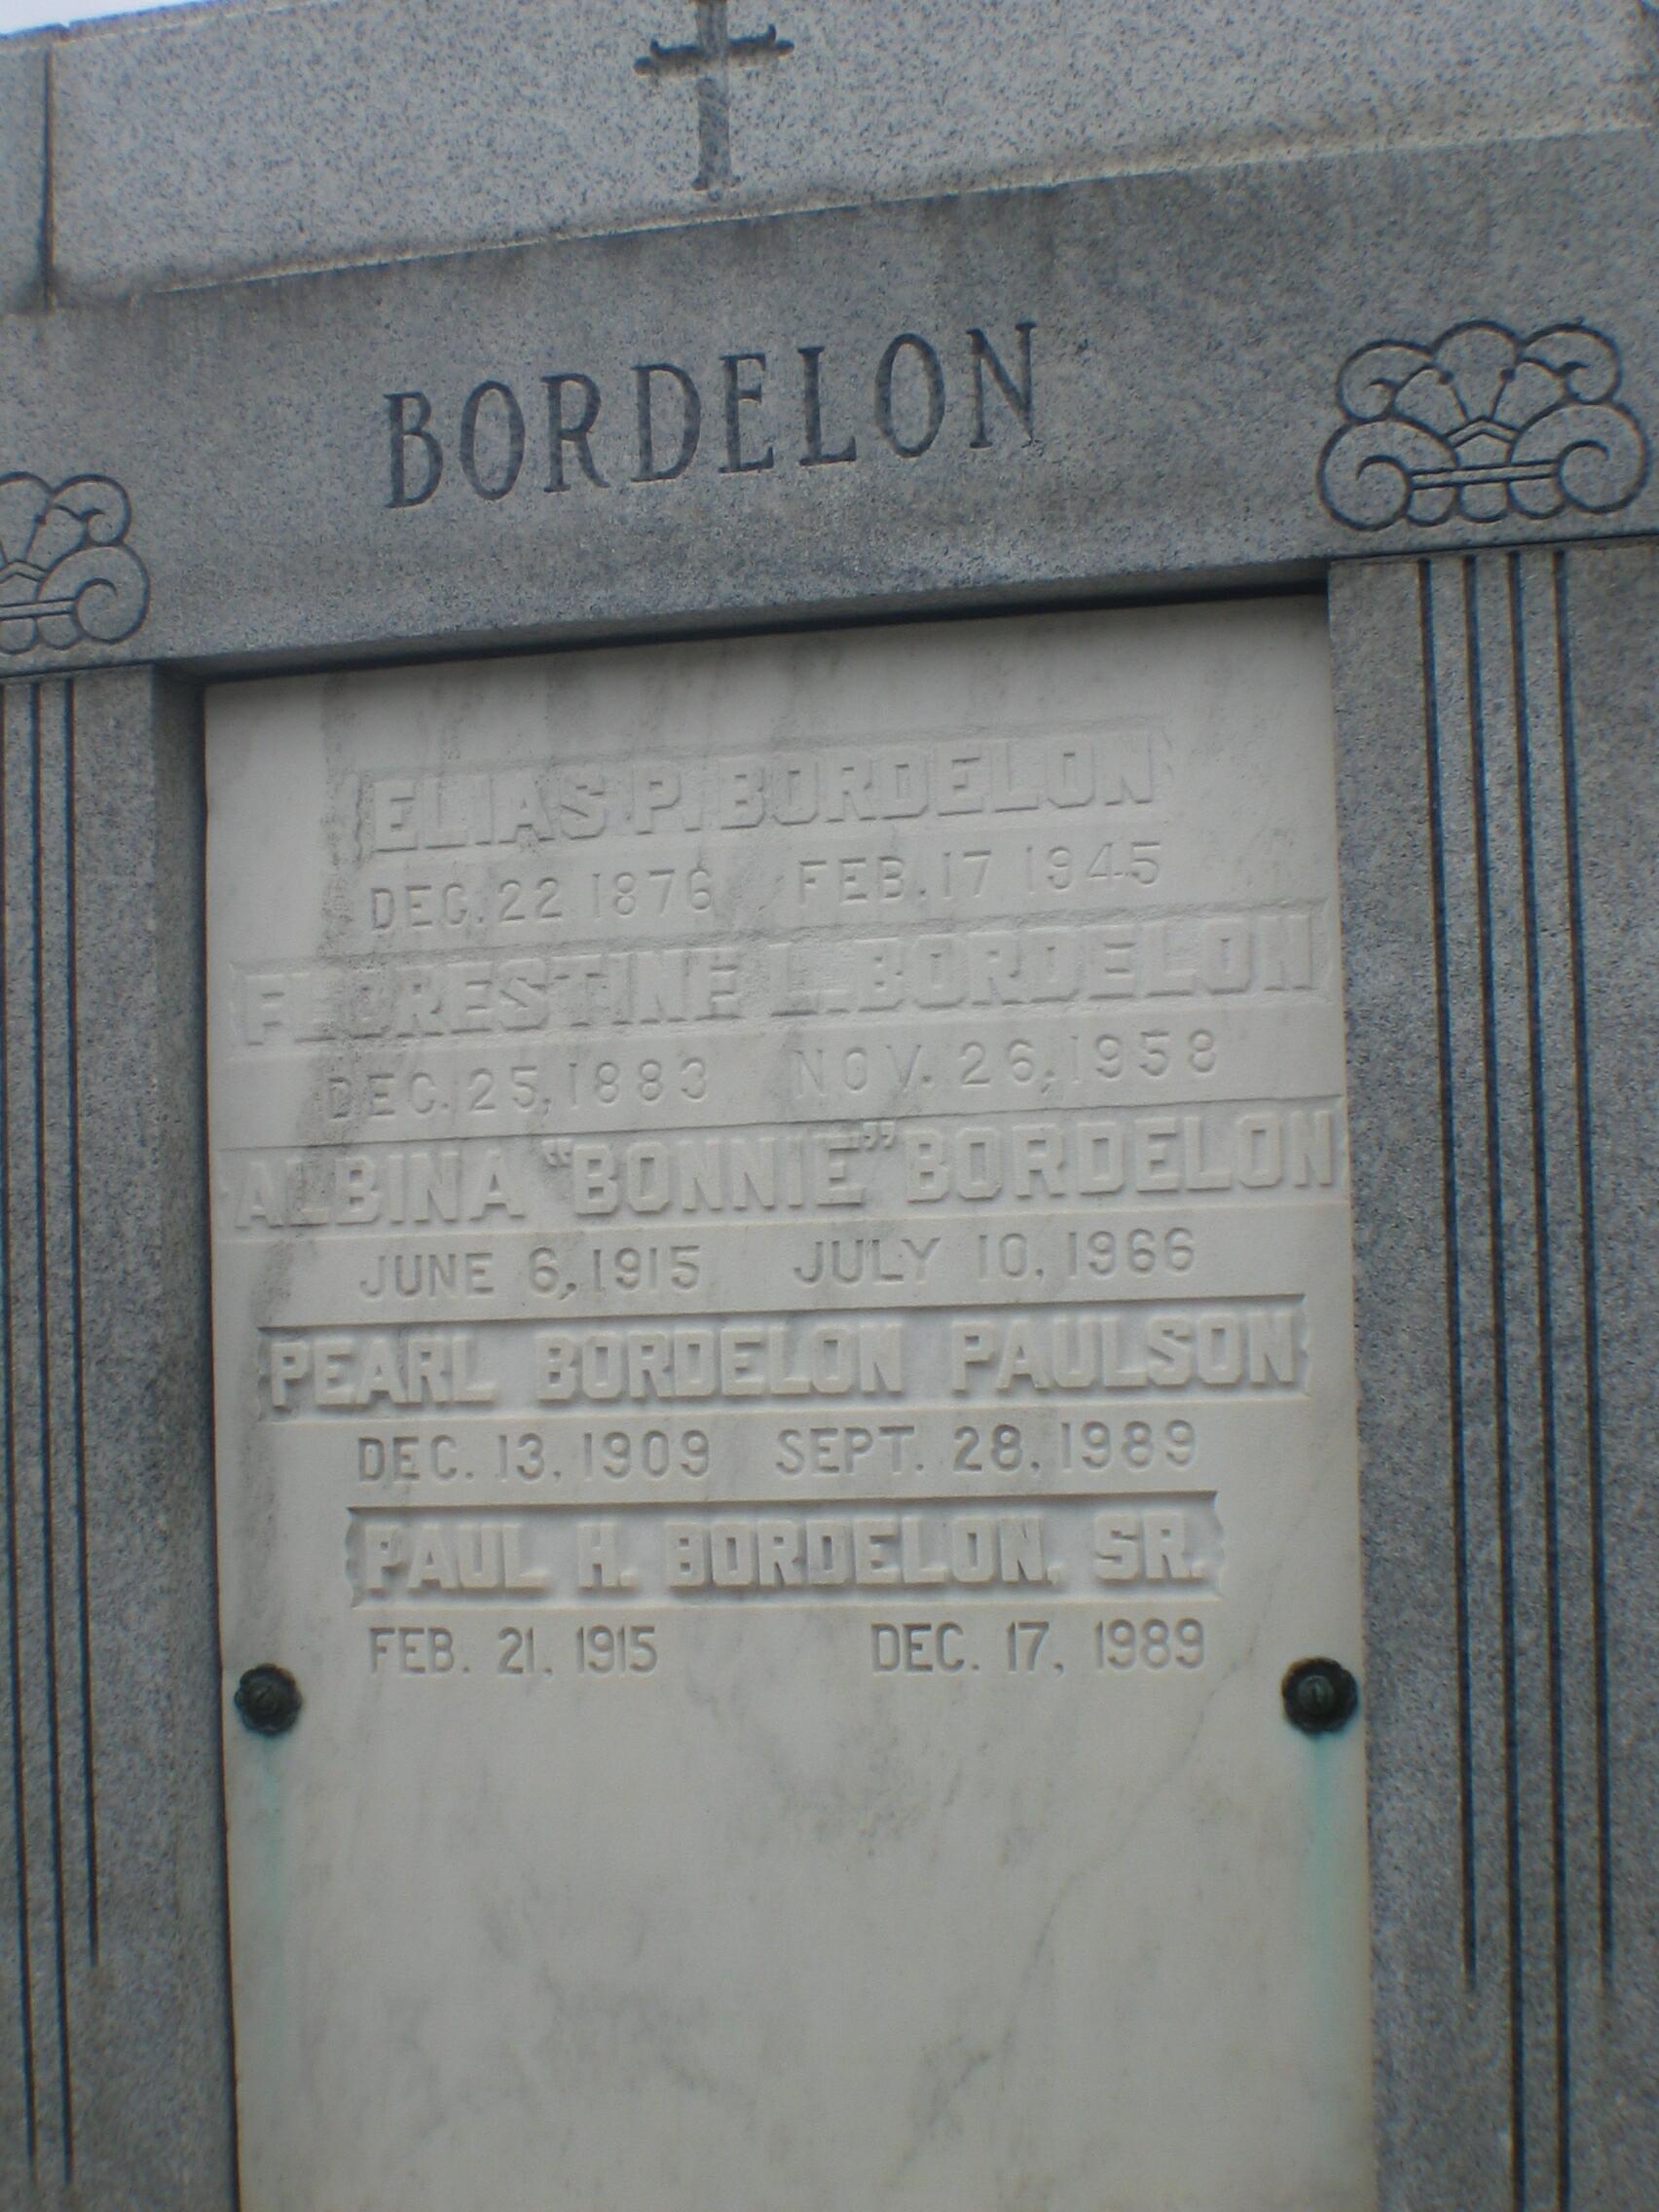 BORDELON
ELIAS P. BORDELON
DEC. 22 1876 FEB. 17 1945
FLORESTINE L. BORDELON
DEC. 25, 1883 NOV. 26, 1958
ALBINA "BONNIE" BORDELON
JUNE 6, 1915 JULY 10, 1966
PEARL BORDELON PAULSON
DEC. 13, 1909 SEPT. 28, 1989
PAUL H. BORDELON, SR.
FEB. 21, 1915 DEC. 17, 1989